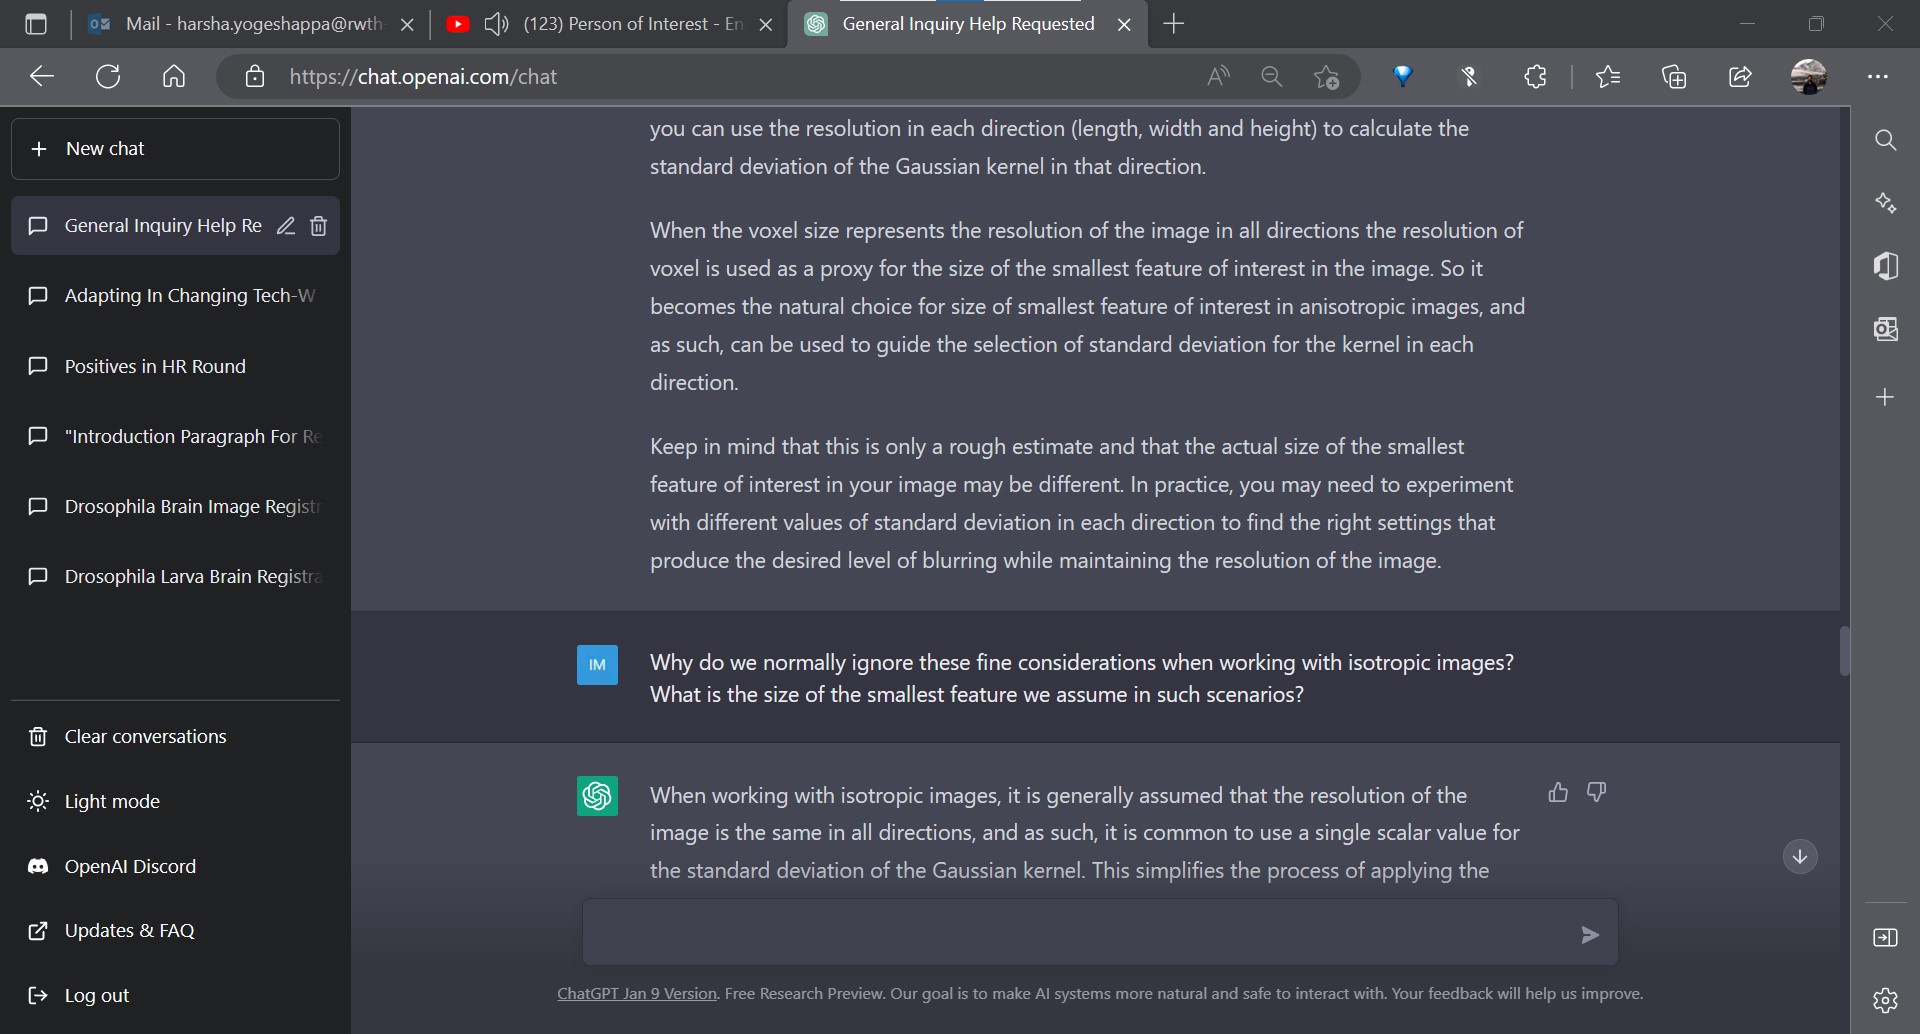 Mail - harsha.yogeshappa@rwth-
(123) Person of Interest - En
General Inquiry Help Requested
https://chat.openai.com/chat
New chat
General Inquiry Help Re
Adapting In Changing Tech-W
Positives in HR Round
"Introduction Paragraph For Re
Drosophila Brain Image Registr
Drosophila Larva Brain Registra
Clear conversations
Light mode
OpenAI Discord
Updates & FAQ
Log out
you can use the resolution in each direction (length, width and height) to calculate the
standard deviation of the Gaussian kernel in that direction.
When the voxel size represents the resolution of the image in all directions the resolution of
voxel is used as a proxy for the size of the smallest feature of interest in the image. So it
becomes the natural choice for size of smallest feature of interest in anisotropic images, and
as such, can be used to guide the selection of standard deviation for the kernel in each
direction.
Keep in mind that this is only a rough estimate and that the actual size of the smallest
feature of interest in your image may be different. In practice, you may need to experiment
with different values of standard deviation in each direction to find the right settings that
produce the desired level of blurring while maintaining the resolution of the image.
IM
Why do we normally ignore these fine considerations when working with isotropic images?
What is the size of the smallest feature we assume in such scenarios?
When working with isotropic images, it is generally assumed that the resolution of the
image is the same in all directions, and as such, it is common to use a single scalar value for
the standard deviation of the Gaussian kernel. This simplifies the process of applying the
ChatGPT Jan 9 Version. Free Research Preview. Our goal is to make AI systems more natural and safe to interact with. Your feedback will help us improve.